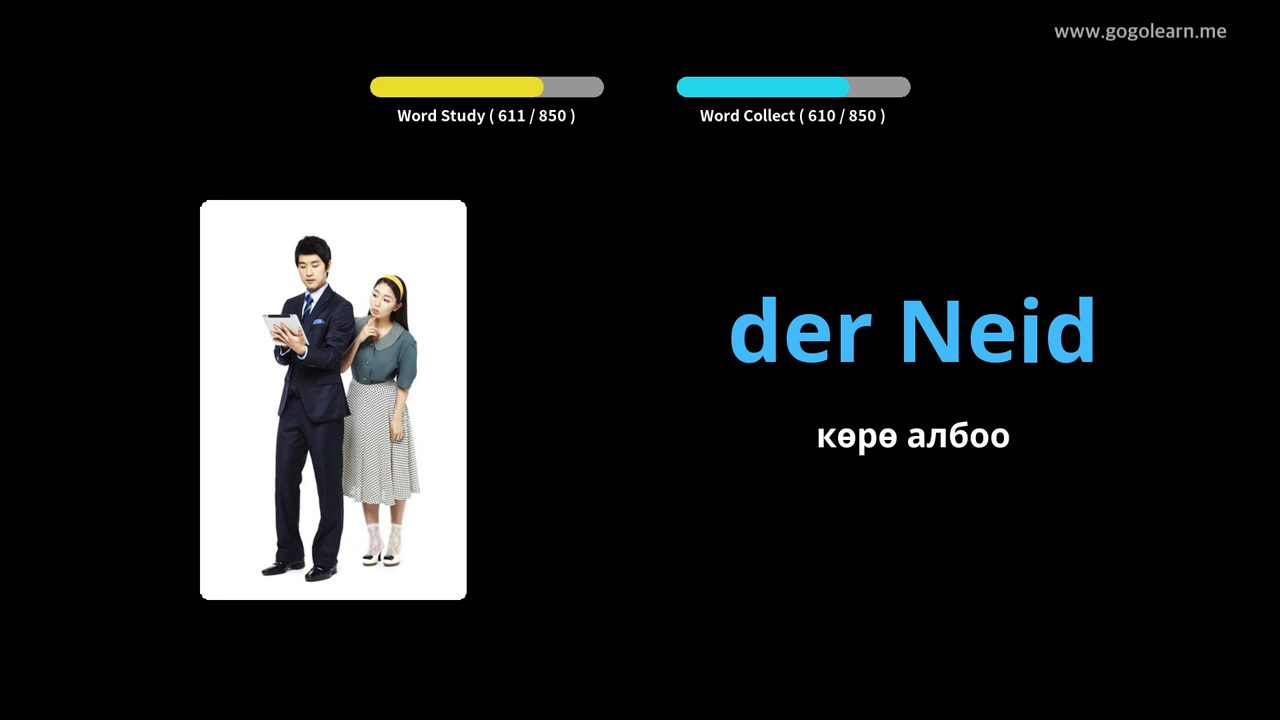 www.gogolearn.me
Word Study ( 611 / 850 )
Word Collect ( 610 / 850 )
der Neid
көрө албоо